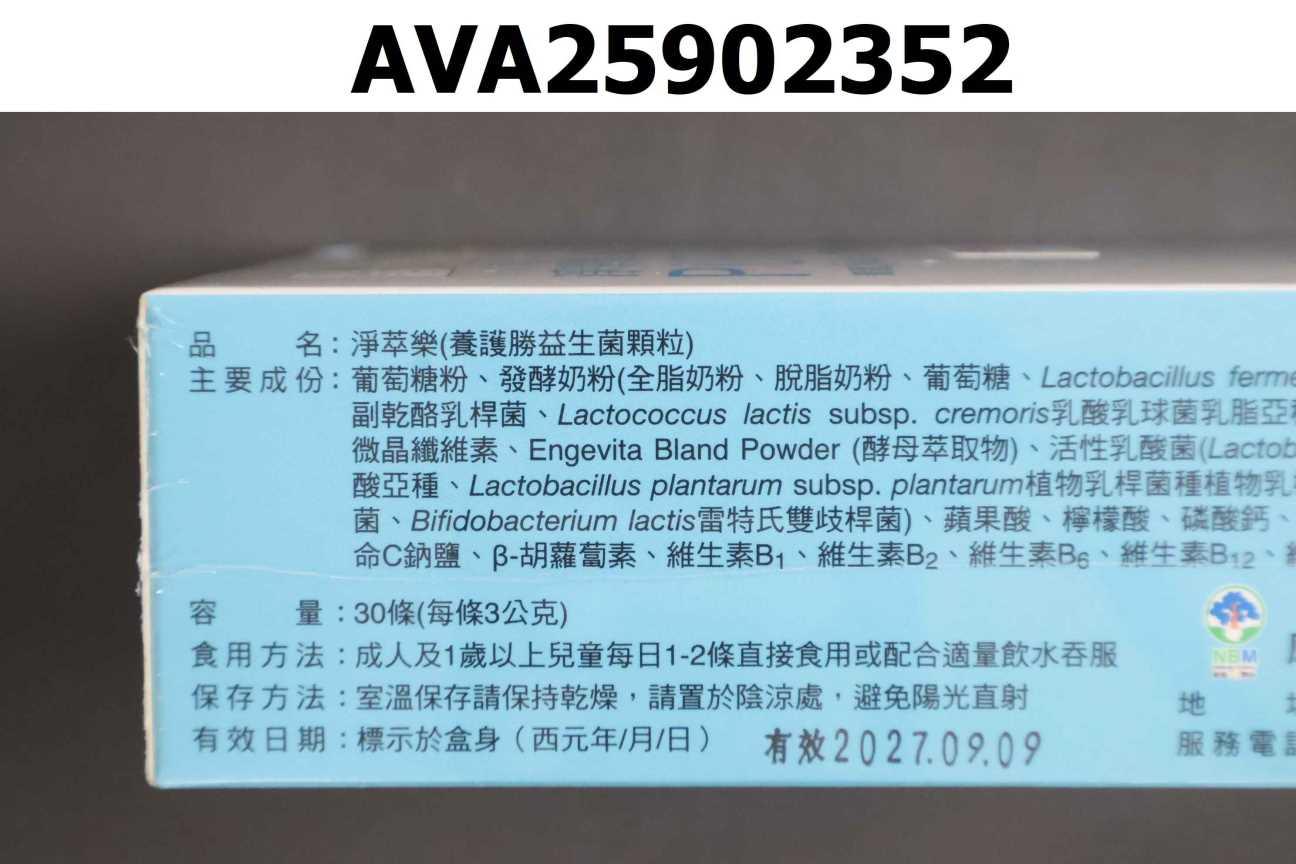 AVA25902352
品名：淨萃樂(養護勝益生菌顆粒)
主要成份：葡萄糖粉、發酵奶粉(全脂奶粉、脫脂奶粉、葡萄糖、Lactobacillus ferme
副乾酪乳桿菌、Lactococcus lactis subsp. cremoris乳酸乳球菌乳脂亞種
微晶纖維素、Engevita Bland Powder (酵母萃取物)、活性乳酸菌(Lactob
酸亞種、Lactobacillus plantarum subsp. plantarum植物乳桿菌種植物乳
菌、Bifidobacterium lactis雷特氏雙歧桿菌)、蘋果酸、檸檬酸、磷酸鈣、
命C鈉鹽、β-胡蘿蔔素、維生素B1、維生素B2、維生素B6、維生素B12、
容量：30條(每條3公克)
食用方法：成人及1歲以上兒童每日1-2條直接食用或配合適量飲水吞服
保存方法：室溫保存請保持乾燥，請置於陰涼處，避免陽光直射
有效日期：標示於盒身（西元年/月/日） 有效2027.09.09
NBM
地
服務電話